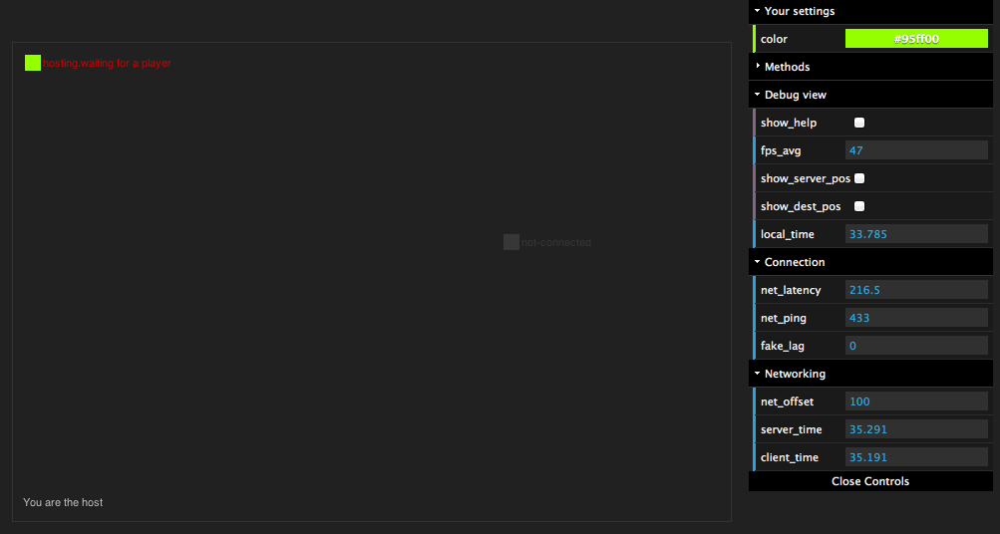 hosting.waiting for a player
not-connected
You are the host
Your settings
color #95ff00
Methods
Debug view
show_help
fps_avg 47
show_server_pos
show_dest_pos
local_time 33.785
Connection
net_latency 216.5
net_ping 433
fake_lag 0
Networking
net_offset 100
server_time 35.291
client_time 35.191
Close Controls